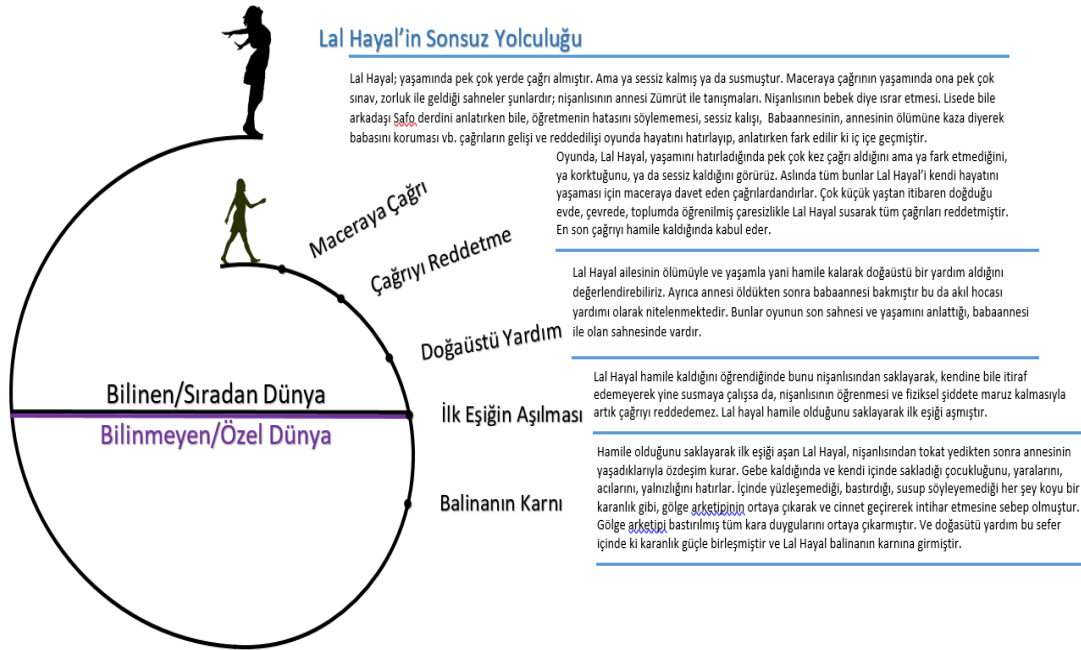 Lal Hayal’in Sonsuz Yolculuğu
Lal Hayal; yaşamında pek çok yerde çağrı almıştır. Ama ya sessiz kalmış ya da susmuştur. Maceraya çağrının yaşamında ona pek çok
sınav, zorluk ile geldiği sahneler şunlardır; nişanlısının annesi Zümrüt ile tanışmaları. Nişanlısının bebek diye ısrar etmesi. Lisede bile
arkadaşı Safo derdini anlatırken bile, öğretmenin hatasını söylememesi, sessiz kalışı, Babaannesinin, annesinin ölümüne kaza diyerek
babasını koruması vb. çağrıların gelişi ve reddedilişi oyunda hayatını hatırlayıp, anlatırken fark edilir ki iç içe geçmiştir.
Maceraya Çağrı
Oyunda, Lal Hayal, yaşamını hatırladığında pek çok kez çağrı aldığını ama ya fark etmediğini,
ya korktuğunu, ya da sessiz kaldığını görürüz. Aslında tüm bunlar Lal Hayal’i kendi hayatını
yaşaması için maceraya davet eden çağrılardandırlar. Çok küçük yaştan itibaren doğduğu
evde, çevrede, toplumda öğrenilmiş çaresizlikle Lal Hayal susarak tüm çağrıları reddetmiştir.
En son çağrıyı hamile kaldığında kabul eder.
Çağrıyı Reddetme
Lal Hayal ailesinin ölümüyle ve yaşamla yani hamile kalarak doğaüstü bir yardım aldığını
değerlendirebiliriz. Ayrıca annesi öldükten sonra babaannesi bakmıştır bu da akıl hocası
yardımı olarak nitelenmektedir. Bunlar oyunun son sahnesi ve yaşamını anlattığı, babaannesi
ile olan sahnesinde vardır.
Doğaüstü Yardım
Lal Hayal hamile kaldığını öğrendiğinde bunu nişanlısından saklayarak, kendine bile itiraf
edemeyerek yine susmaya çalışsa da, nişanlısının öğrenmesi ve fiziksel şiddete maruz kalmasıyla
artık çağrıyı reddedemez. Lal hayal hamile olduğunu saklayarak ilk eşiği aşmıştır.
Bilinen/Sıradan Dünya
İlk Eşiğin Aşılması
Bilinmeyen/Özel Dünya
Hamile olduğunu saklayarak ilk eşiği aşan Lal Hayal, nişanlısından tokat yedikten sonra annesinin
yaşadıklarıyla özdeşim kurar. Gebe kaldığında ve kendi içinde sakladığı çocukluğunu, yaralarını,
acılarını, yalnızlığını hatırlar. İçinde yüzleşemediği, bastırdığı, susup söyleyemediği her şey koyu bir
karanlık gibi, gölge arketipinin ortaya çıkarak ve cinnet geçirerek intihar etmesine sebep olmuştur.
Gölge arketipi bastırılmış tüm kara duygularını ortaya çıkarmıştır. Ve doğasütü yardım bu sefer
içinde ki karanlık güçle birleşmiştir ve Lal Hayal balinanın karnına girmiştir.
Balinanın Karnı